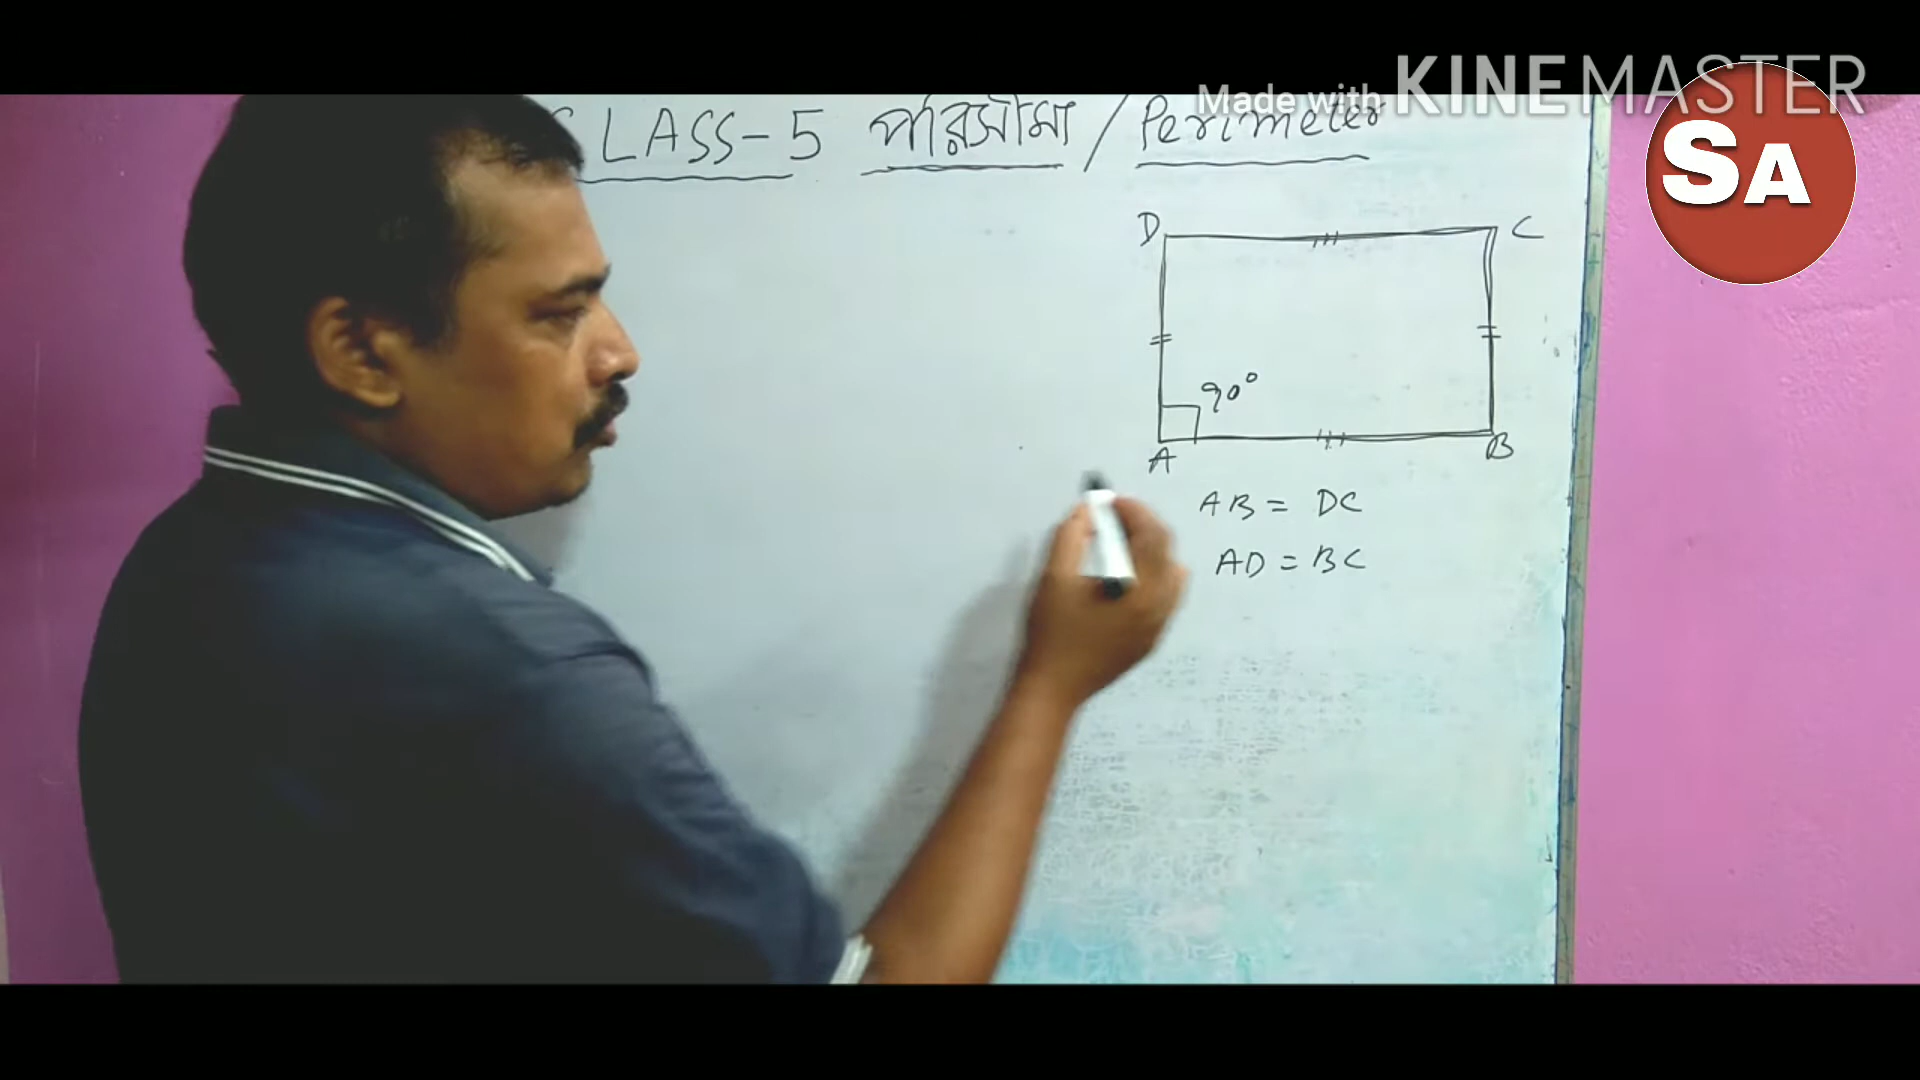 Made with KINEMASTER
SA
CLASS-5 পরিসীমা / Perimeter
D C
90°
A B
AB = DC
AD = BC